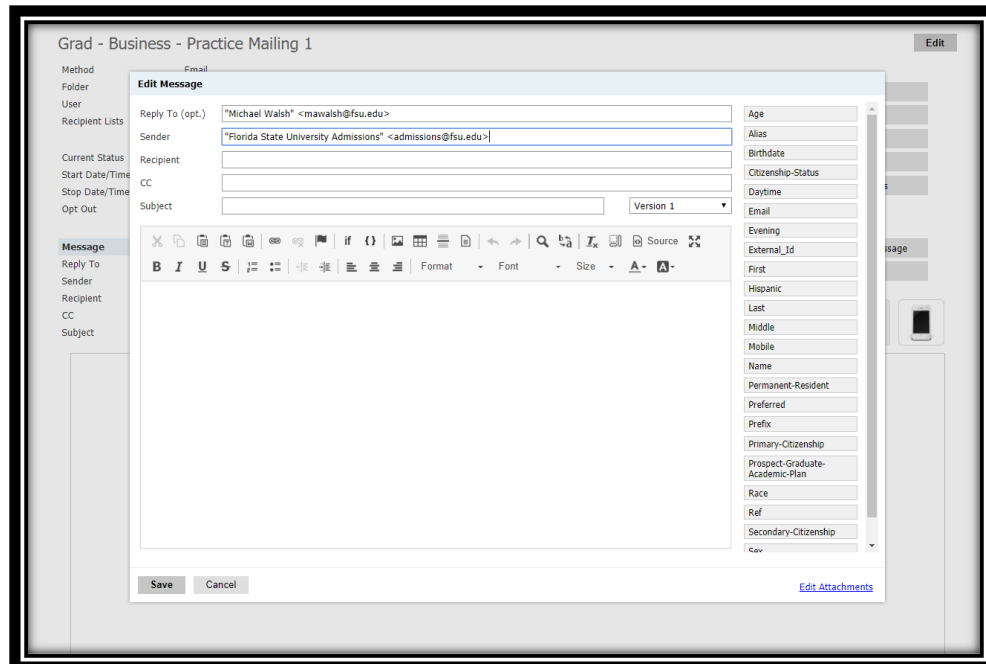 Grad - Business - Practice Mailing 1
Edit
Method
Email
Folder
User
Recipient Lists
Current Status
Start Date/Time
Stop Date/Time
Opt Out
Message
Reply To
Sender
Recipient
CC
Subject
Edit Message
Reply To (opt.)
"Michael Walsh" <mawalsh@fsu.edu>
Sender
"Florida State University Admissions" <admissions@fsu.edu>
Recipient
CC
Subject
Version 1
if {} Source
B I U S Format Font Size A A
Age
Alias
Birthdate
Citizenship-Status
Daytime
Email
Evening
External_Id
First
Hispanic
Last
Middle
Mobile
Name
Permanent-Resident
Preferred
Prefix
Primary-Citizenship
Prospect-Graduate-
Academic-Plan
Race
Ref
Secondary-Citizenship
Sex
Save
Cancel
Edit Attachments